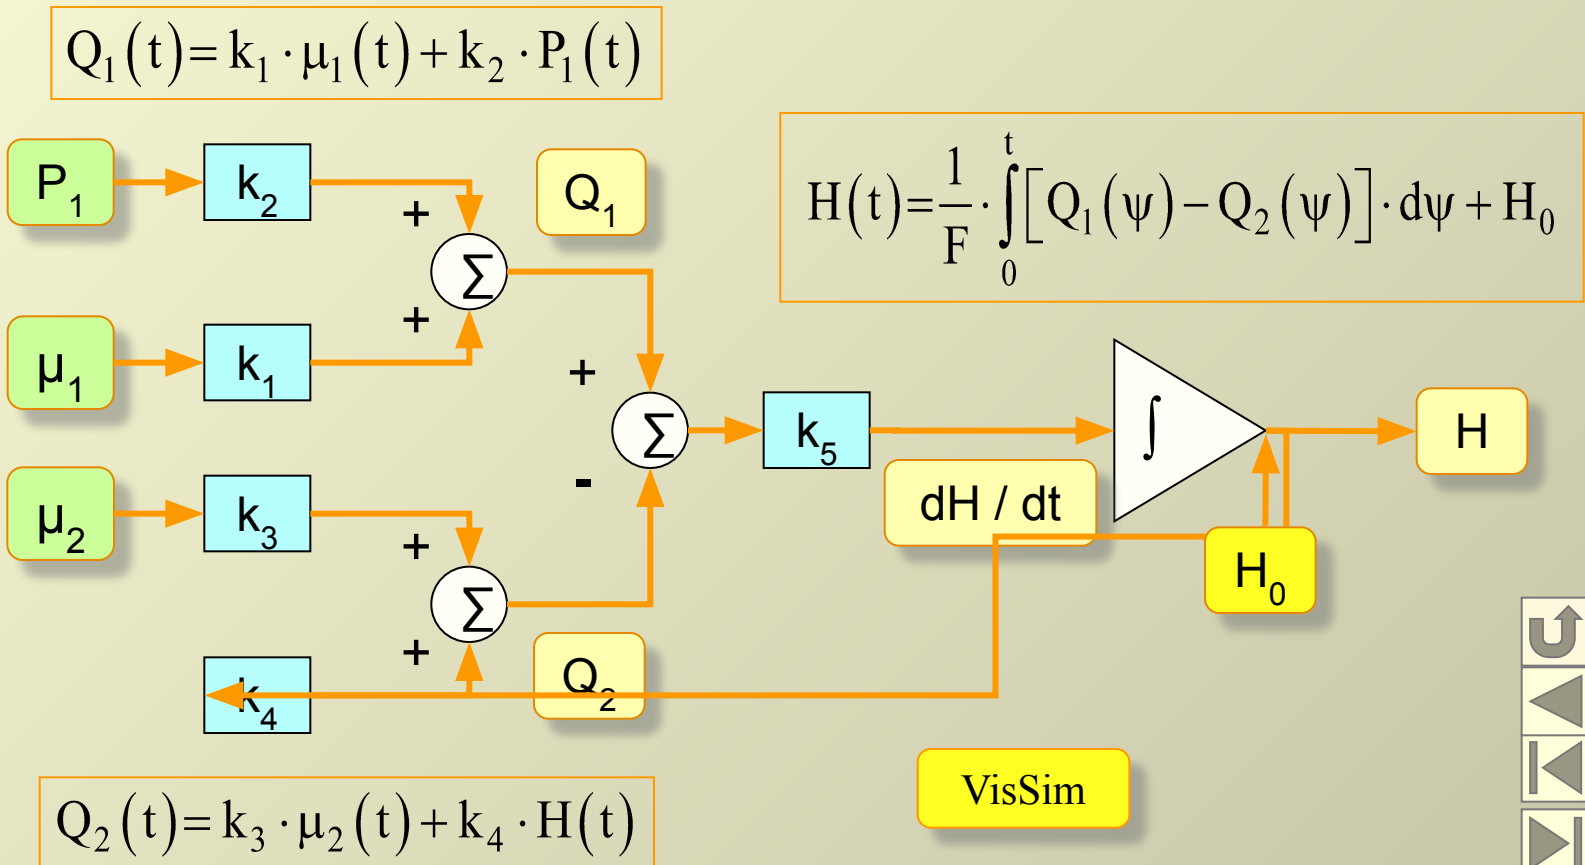 Q₁(t)=k₁·μ₁(t)+k₂·P₁(t)
H(t)=1/F·∫₀ᵗ[Q₁(ψ)−Q₂(ψ)]·dψ+H₀
P₁
k₂
Q₁
+
∑
+
μ₁
k₁
+
∑
-
k₅
∫
H
dH / dt
H₀
μ₂
k₃
+
∑
+
k₄
Q₂
VisSim
Q₂(t)=k₃·μ₂(t)+k₄·H(t)